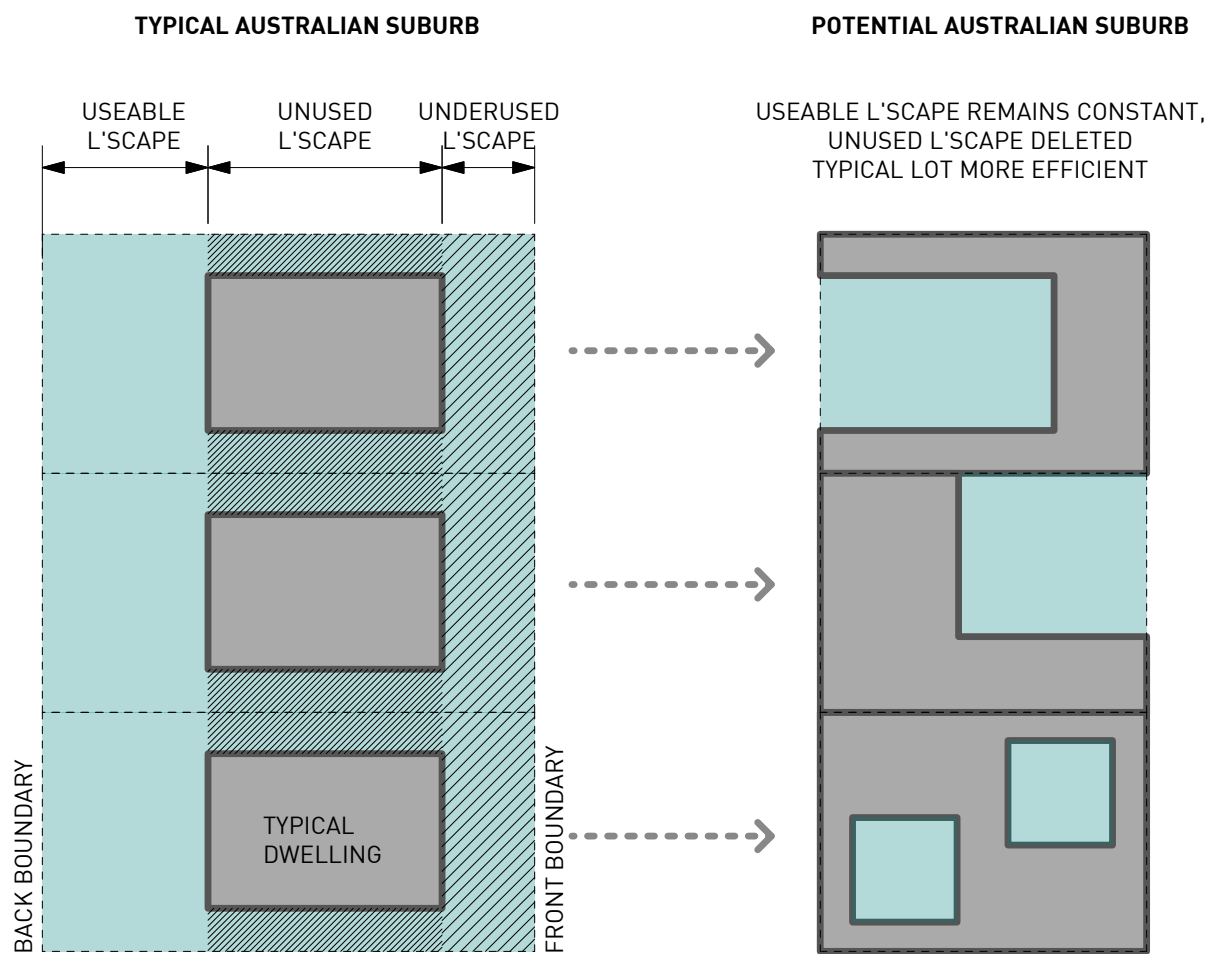 TYPICAL AUSTRALIAN SUBURB
POTENTIAL AUSTRALIAN SUBURB
USEABLE
L'SCAPE
UNUSED
L'SCAPE
UNDERUSED
L'SCAPE
USEABLE L'SCAPE REMAINS CONSTANT,
UNUSED L'SCAPE DELETED
TYPICAL LOT MORE EFFICIENT
BACK BOUNDARY
TYPICAL
DWELLING
FRONT BOUNDARY